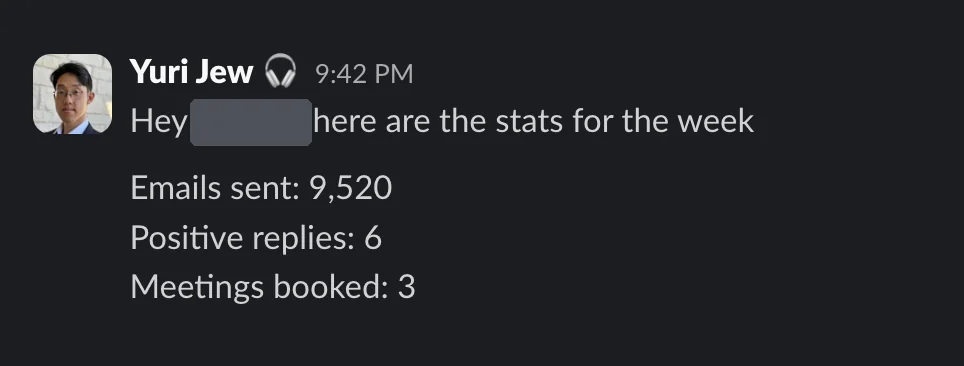 Yuri Jew 9:42 PM
Hey here are the stats for the week
Emails sent: 9,520
Positive replies: 6
Meetings booked: 3